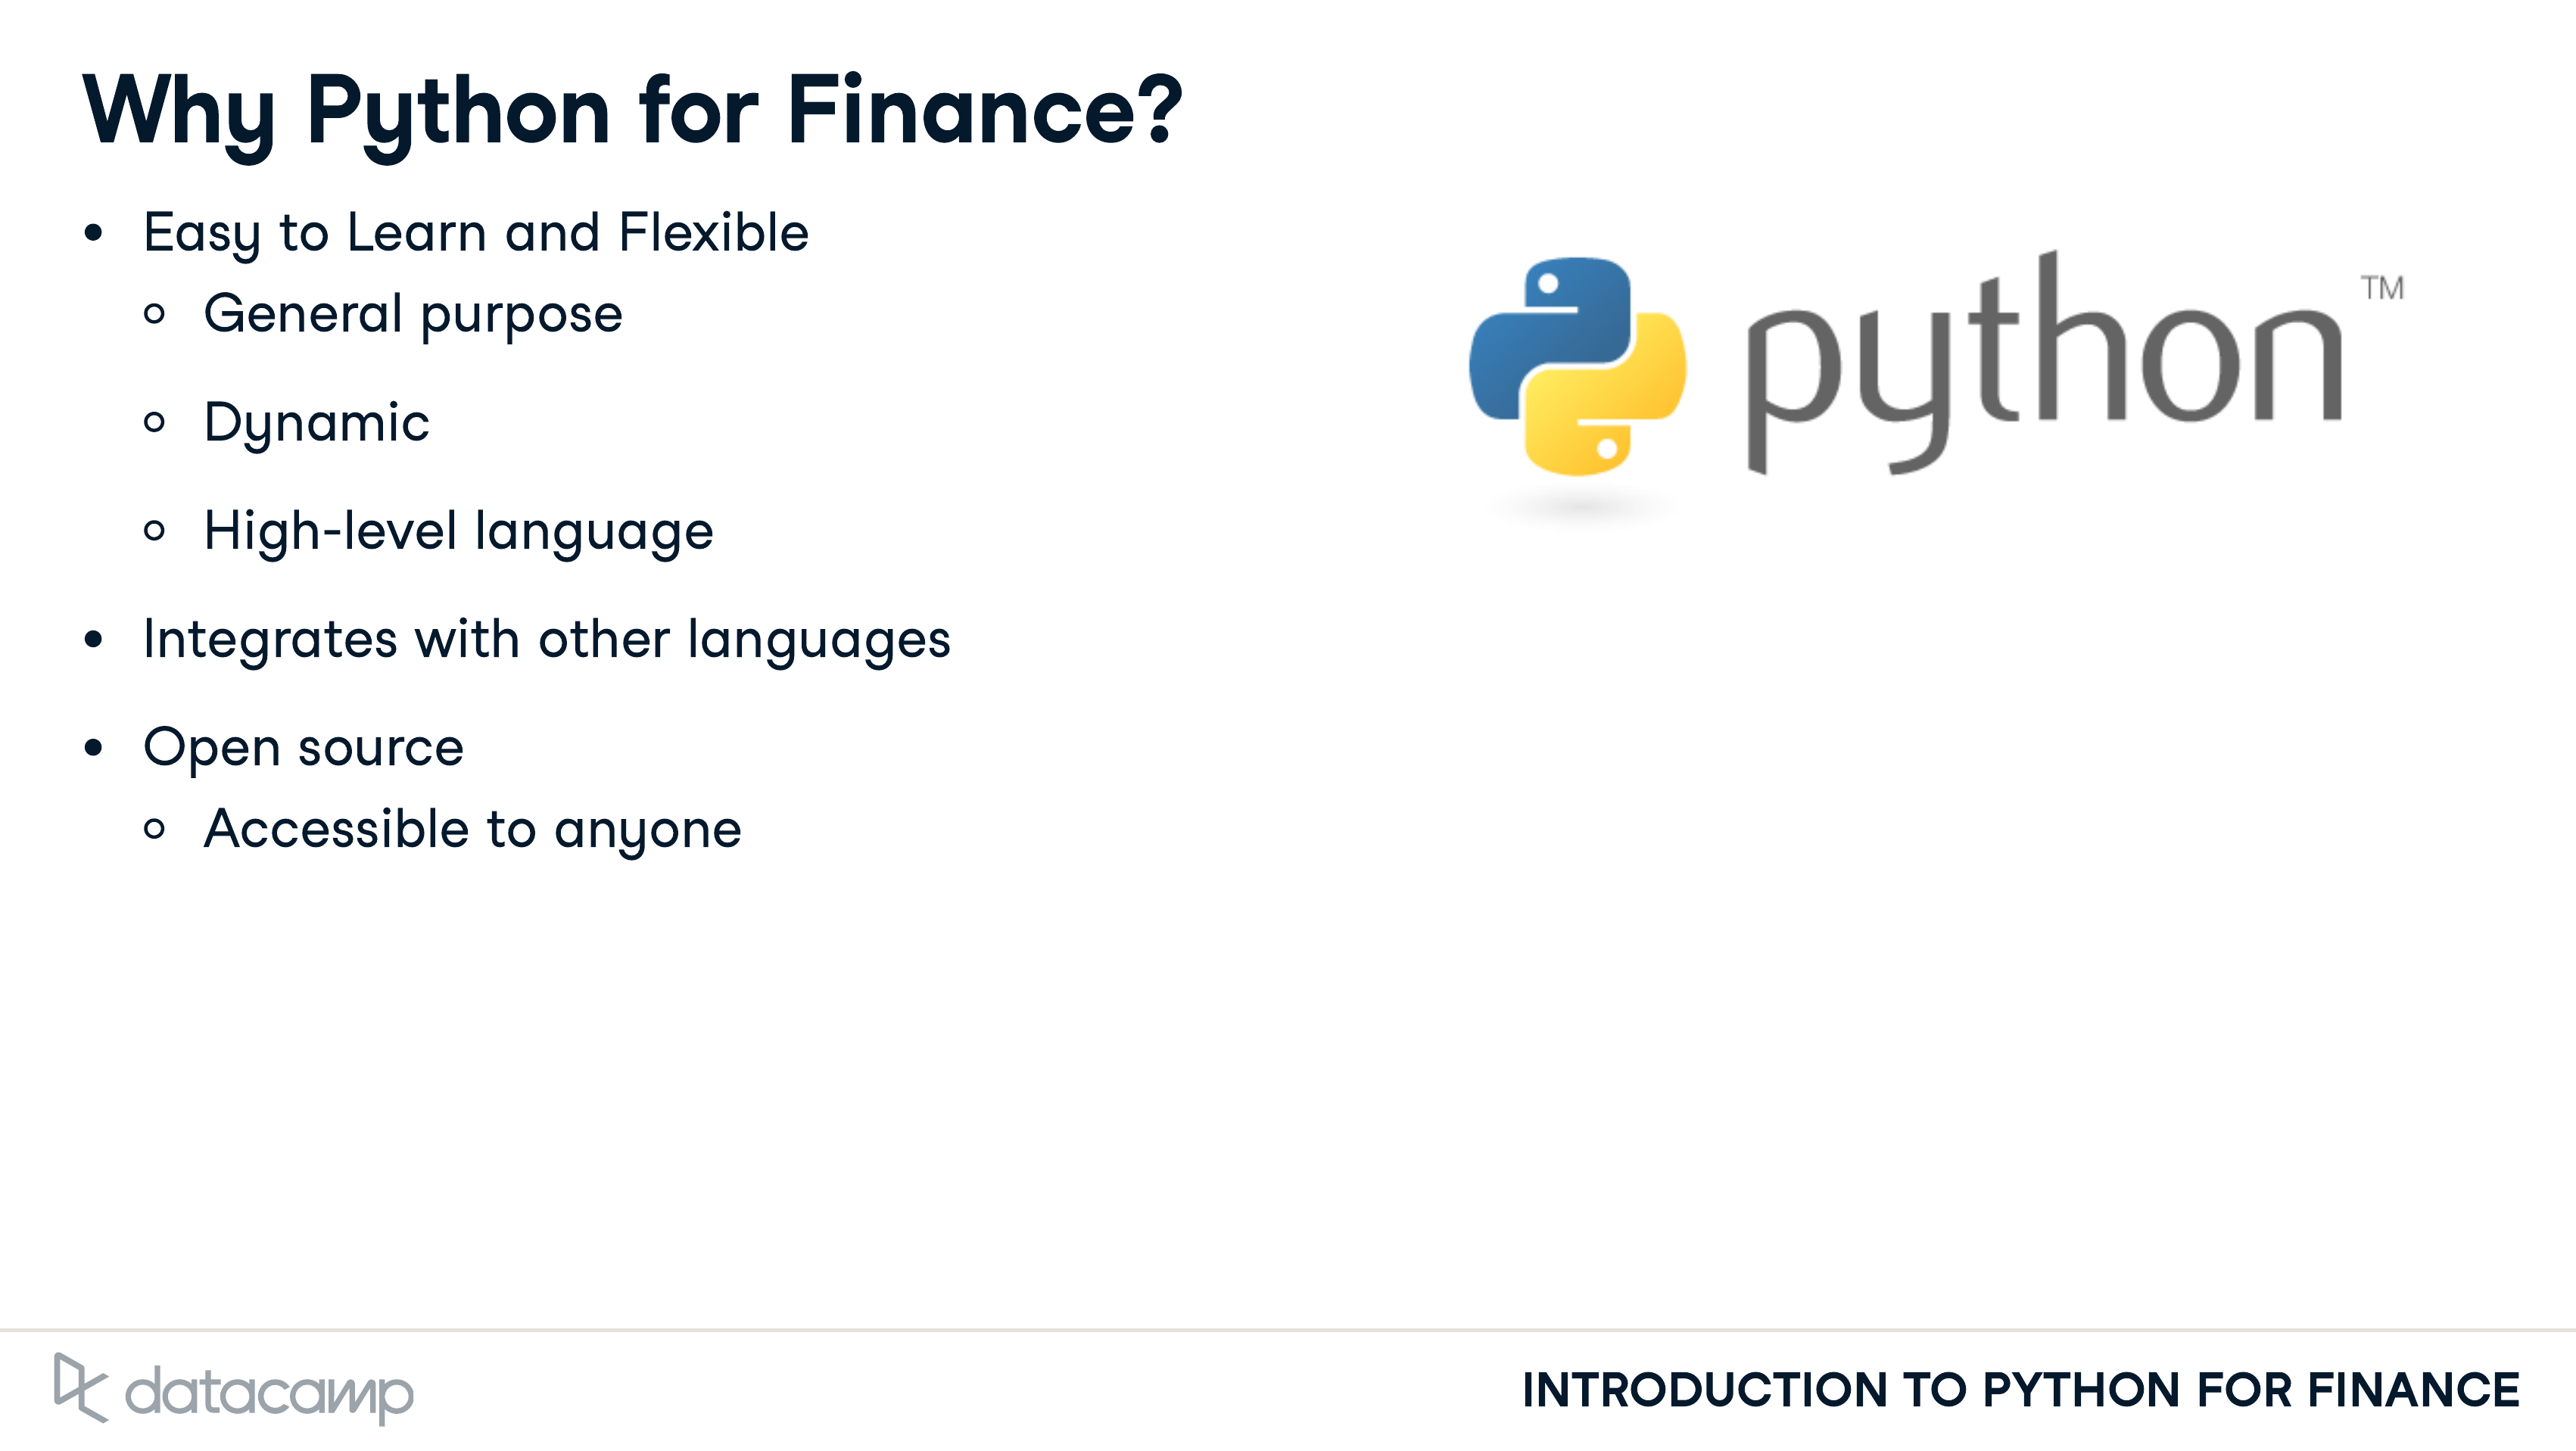 Why Python for Finance?
• Easy to Learn and Flexible
◦ General purpose
◦ Dynamic
◦ High-level language
• Integrates with other languages
• Open source
◦ Accessible to anyone
python™
datacamp
INTRODUCTION TO PYTHON FOR FINANCE